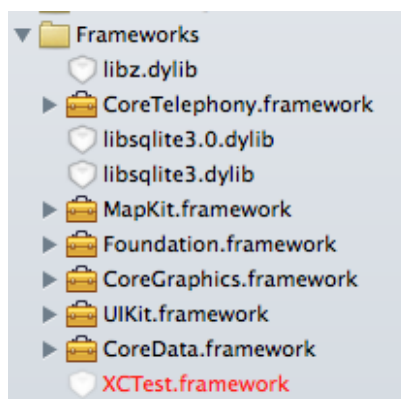 Frameworks
libz.dylib
CoreTelephony.framework
libsqlite3.0.dylib
libsqlite3.dylib
MapKit.framework
Foundation.framework
CoreGraphics.framework
UIKit.framework
CoreData.framework
XCTest.framework